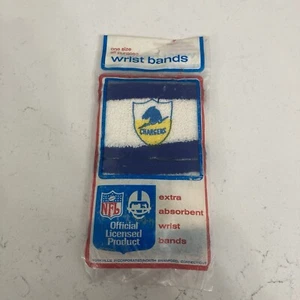 one size
wrist bands
CHARGERS
NFL
Official
Licensed
Product
extra
absorbent
wrist
bands